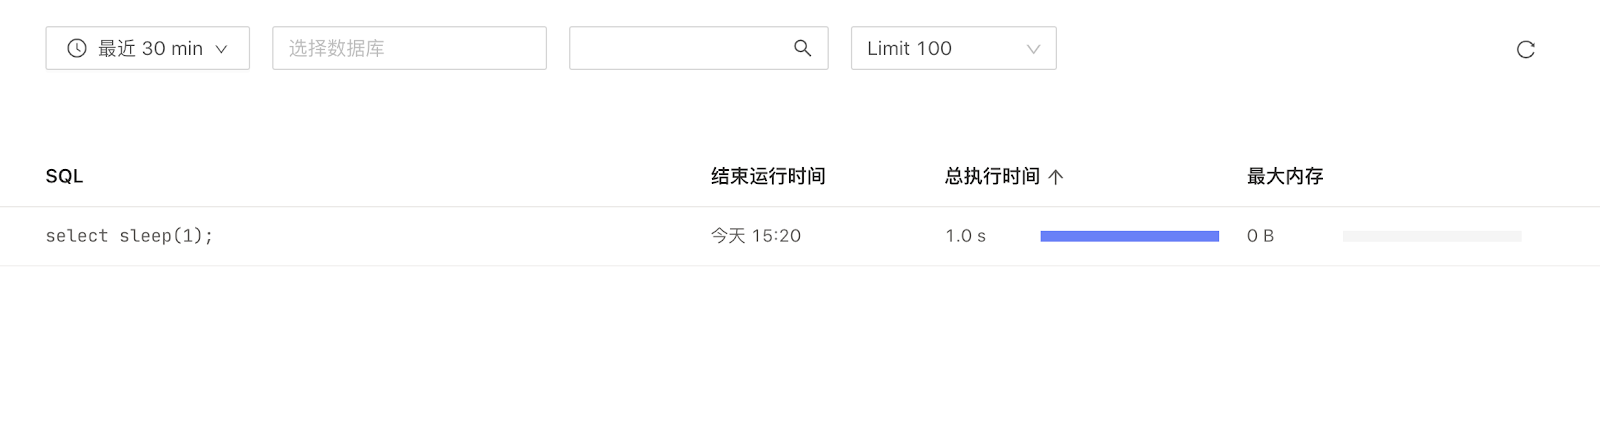 最近 30 min 选择数据库 Limit 100
SQL 结束运行时间 总执行时间 最大内存
select sleep(1); 今天 15:20 1.0 s 0 B